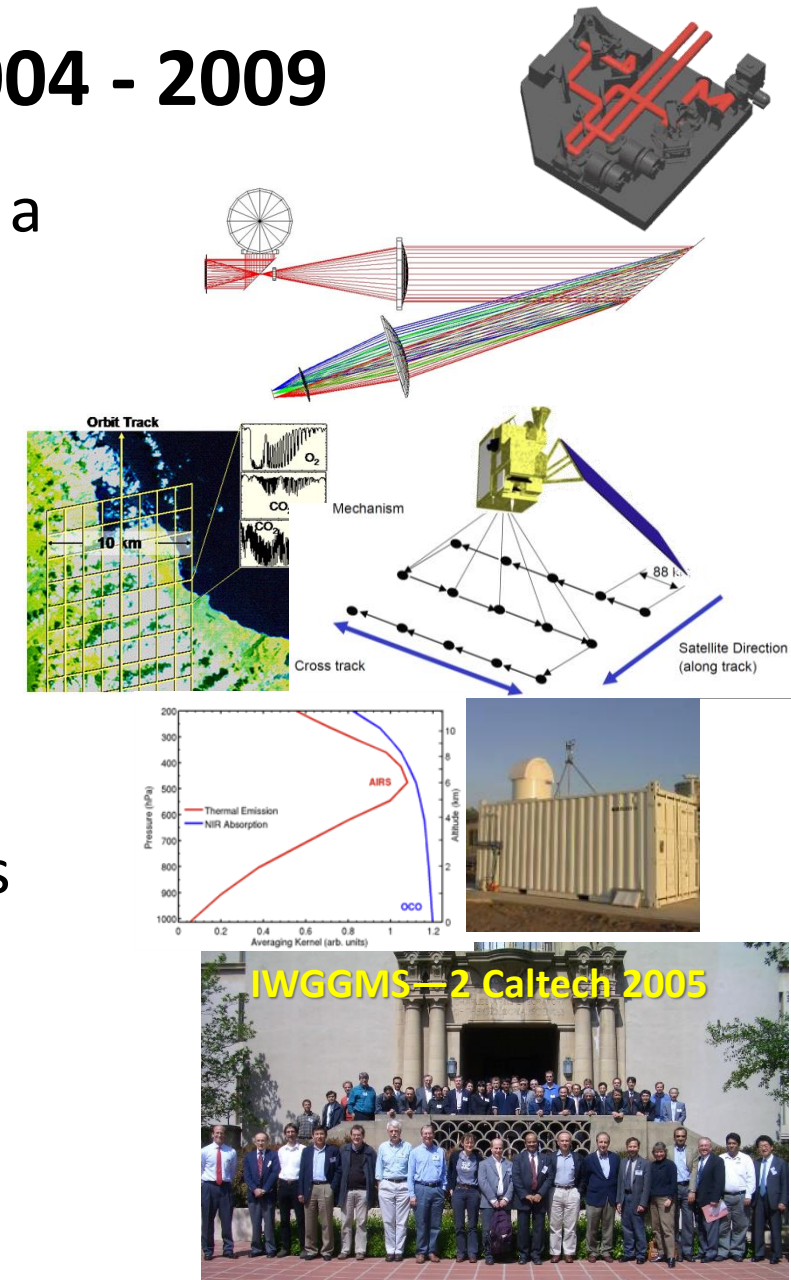 004 - 2009
a
Orbit Track
O₂
CO₂
CO₂
10 km
Mechanism
88 k
Cross track
Satellite Direction
(along track)
200
300
400
500
600
700
800
900
1000
Pressure (hPa)
AIRS
Thermal Emission
NIR Absorption
OCO
10
8
6
4
2
0
Altitude (km)
0
0.2
0.4
0.6
0.8
1
1.2
Averaging Kernel (arb. units)
s
IWGGMS—2 Caltech 2005